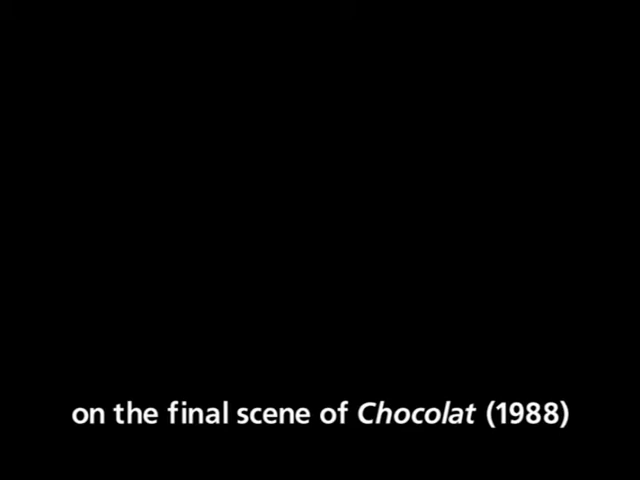 on the final scene of Chocolat (1988)